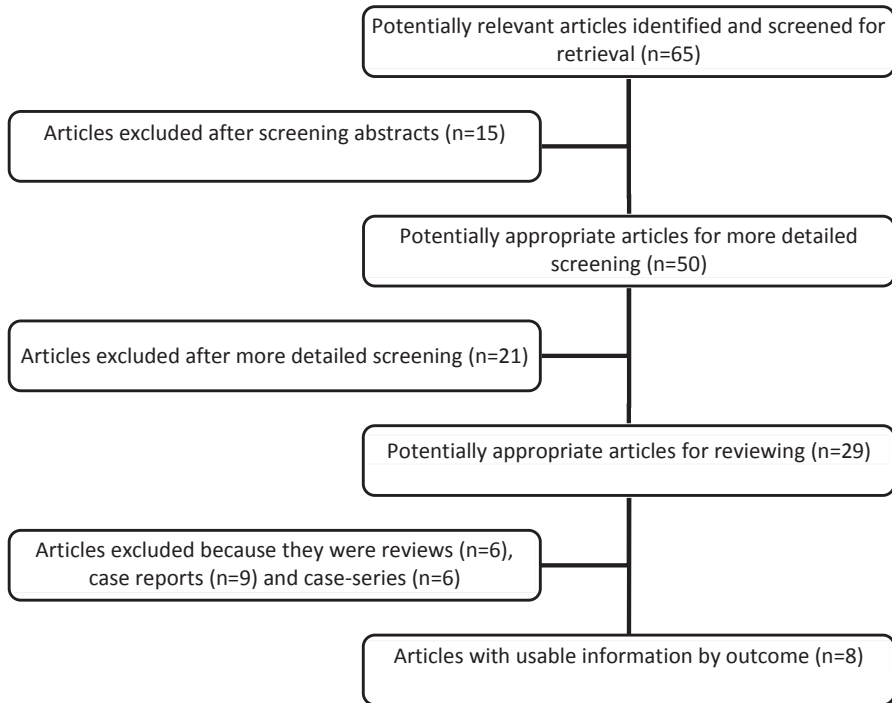 Potentially relevant articles identified and screened for
retrieval (n=65)
Articles excluded after screening abstracts (n=15)
Potentially appropriate articles for more detailed
screening (n=50)
Articles excluded after more detailed screening (n=21)
Potentially appropriate articles for reviewing (n=29)
Articles excluded because they were reviews (n=6),
case reports (n=9) and case-series (n=6)
Articles with usable information by outcome (n=8)